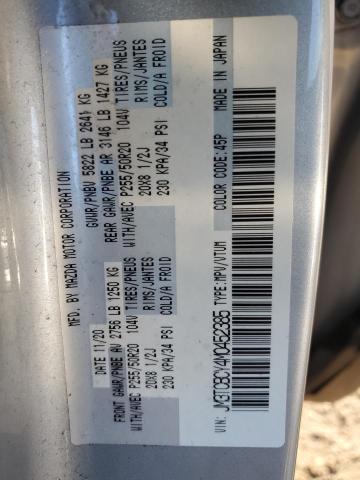 MFD. BY MAZDA MOTOR CORPORATION
DATE 11/20 GVWR/PNBV 5822 LB 2641 KG
FRONT GAWR/PNBE AV 2756 LB 1250 KG REAR GAWR/PNBE AR 3146 LB 1427 KG
WITH/AVEC P255/50R20 104V TIRES/PNEUS WITH/AVEC P255/50R20 104V TIRES/PNEUS
20X8 1/2J RIMS/JANTES 20X8 1/2J RIMS/JANTES
230 KPA/34 PSI COLD/A FROID 230 KPA/34 PSI COLD/A FROID
VIN: JM3TCBCY4M0452385 TYPE:MPV/VTUM COLOR CODE:45P MADE IN JAPAN